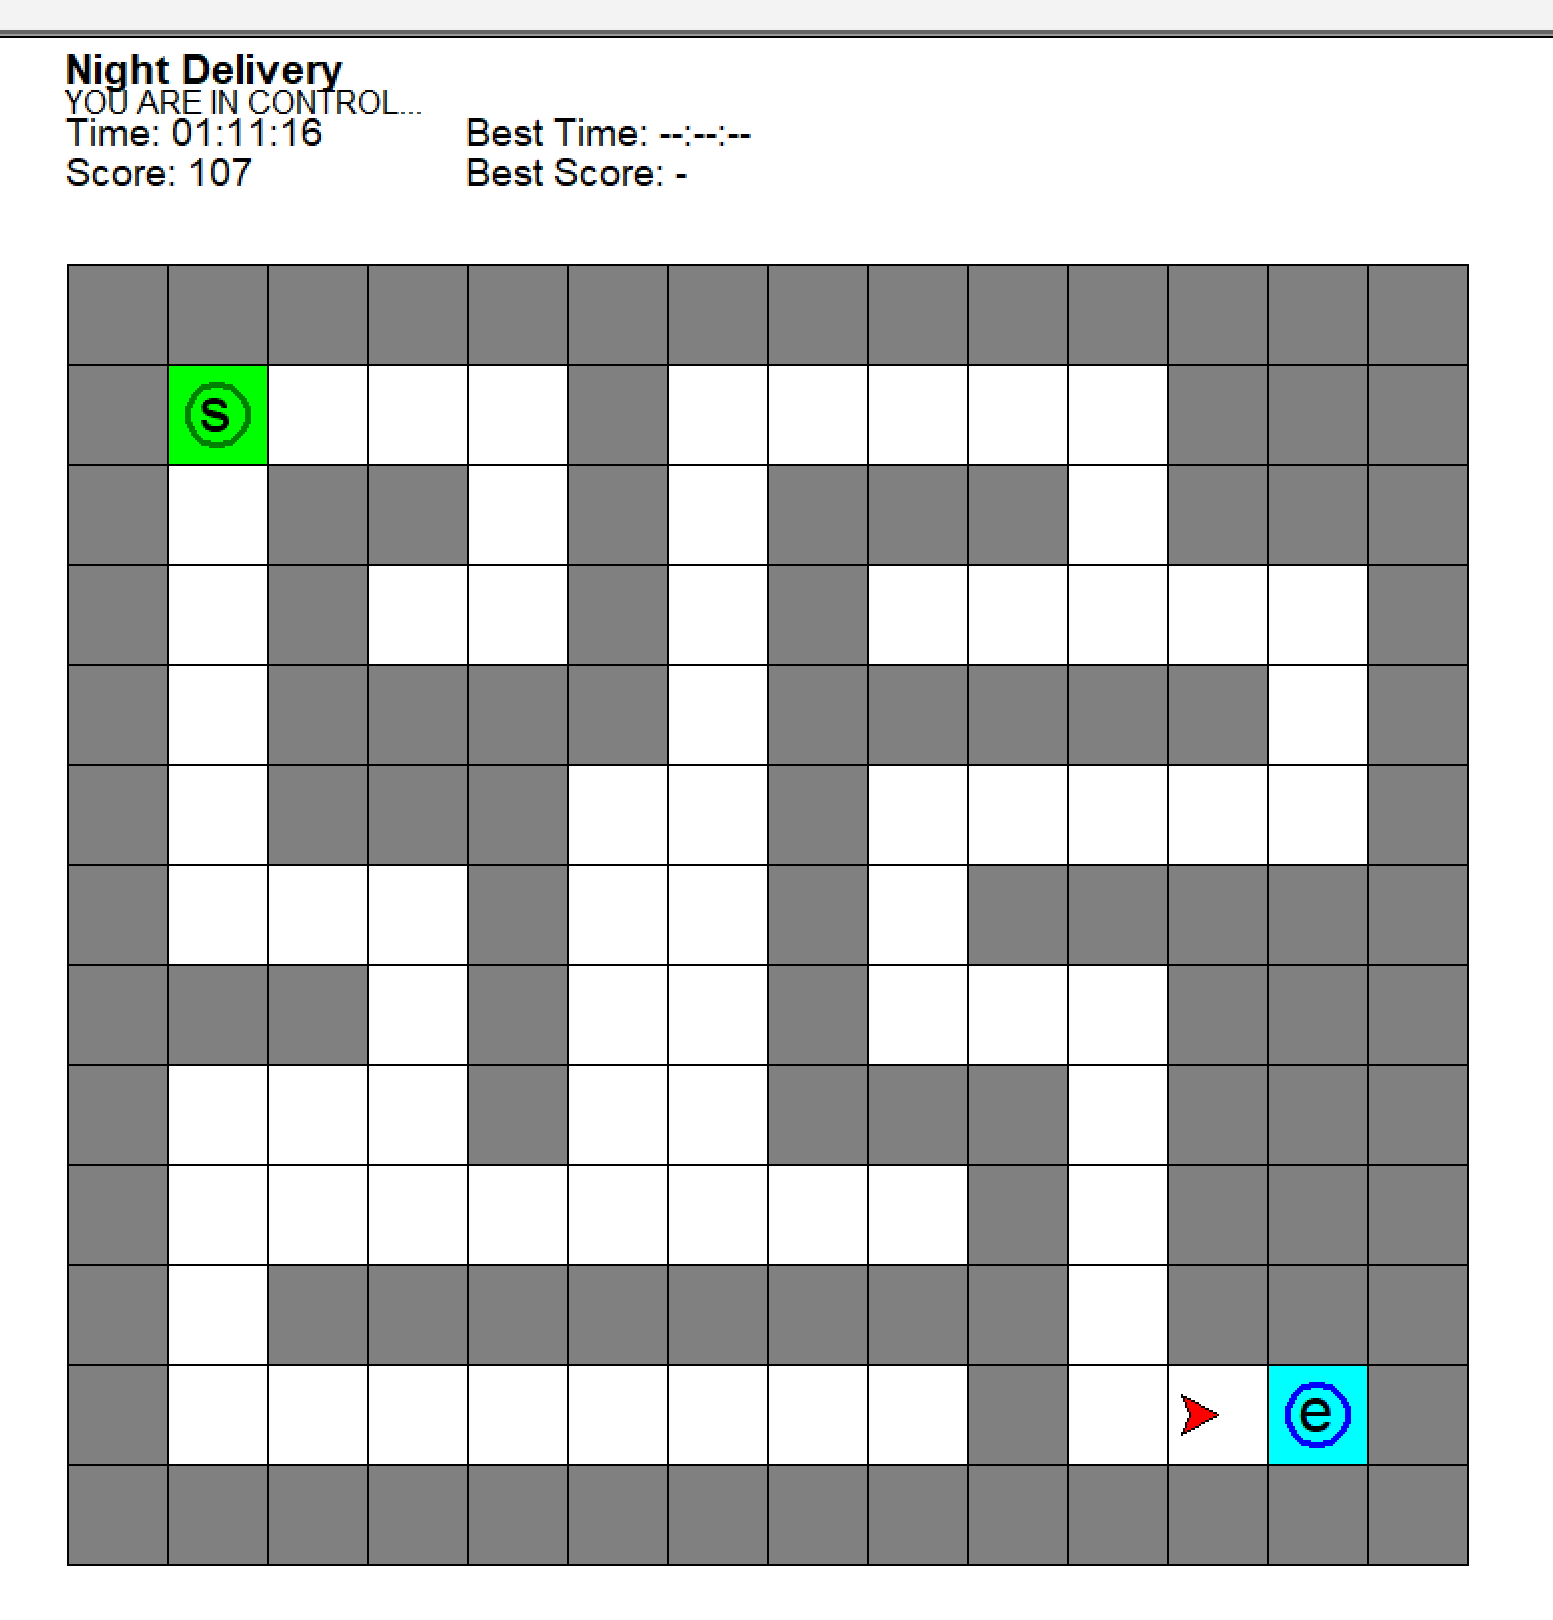 Night Delivery
YOU ARE IN CONTROL...
Time: 01:11:16 Best Time: --:--:--
Score: 107 Best Score: -
s
e